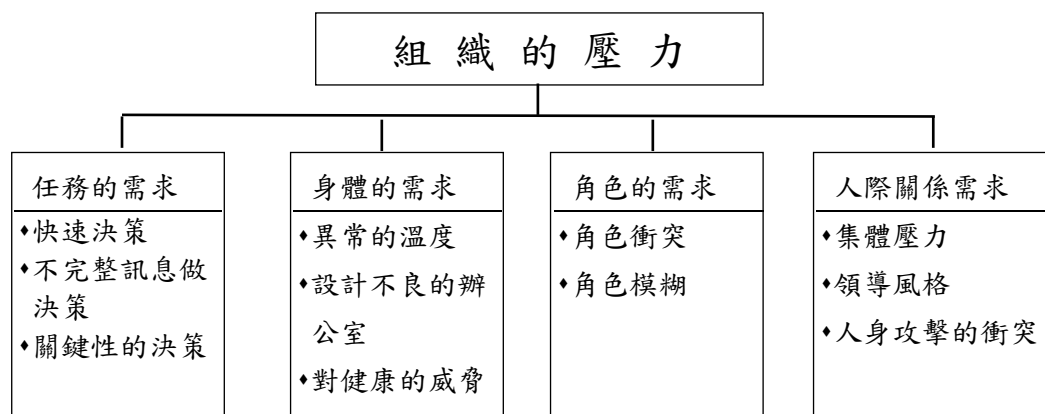 組織的壓力
任務的需求
♦快速決策
♦不完整訊息做
決策
♦關鍵性的決策
身體的需求
♦異常的溫度
♦設計不良的辦
公室
♦對健康的威脅
角色的需求
♦角色衝突
♦角色模糊
人際關係需求
♦集體壓力
♦領導風格
♦人身攻擊的衝突